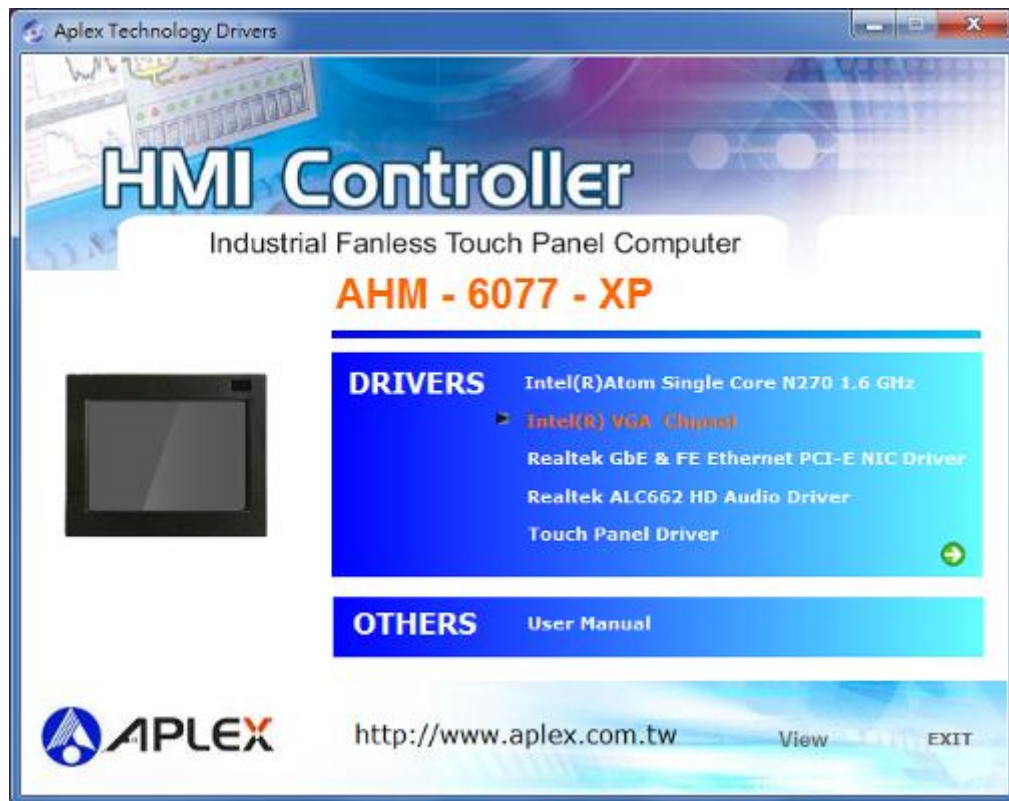 Aplex Technology Drivers
HMI Controller
Industrial Fanless Touch Panel Computer
AHM - 6077 - XP
DRIVERS
Intel(R)Atom Single Core N270 1.6 GHz
Intel(R) VGA Chipset
Realtek GbE & FE Ethernet PCI-E NIC Driver
Realtek ALC662 HD Audio Driver
Touch Panel Driver
OTHERS
User Manual
APLEX
http://www.aplex.com.tw
View
EXIT